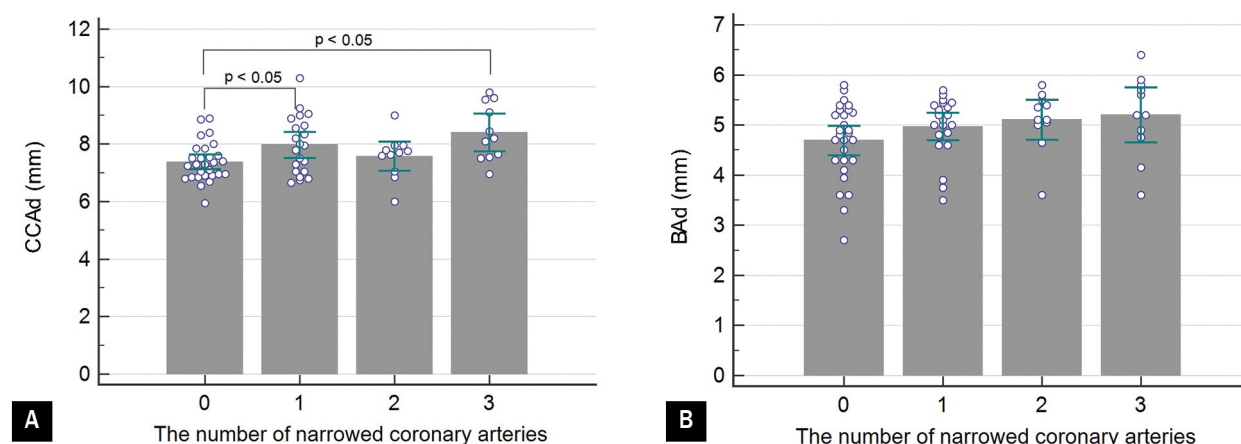 12
10
8
6
4
2
0
CCAd (mm)
p < 0.05
p < 0.05
0 1 2 3
The number of narrowed coronary arteries
A
7
6
5
4
3
2
1
0
BAd (mm)
0 1 2 3
The number of narrowed coronary arteries
B